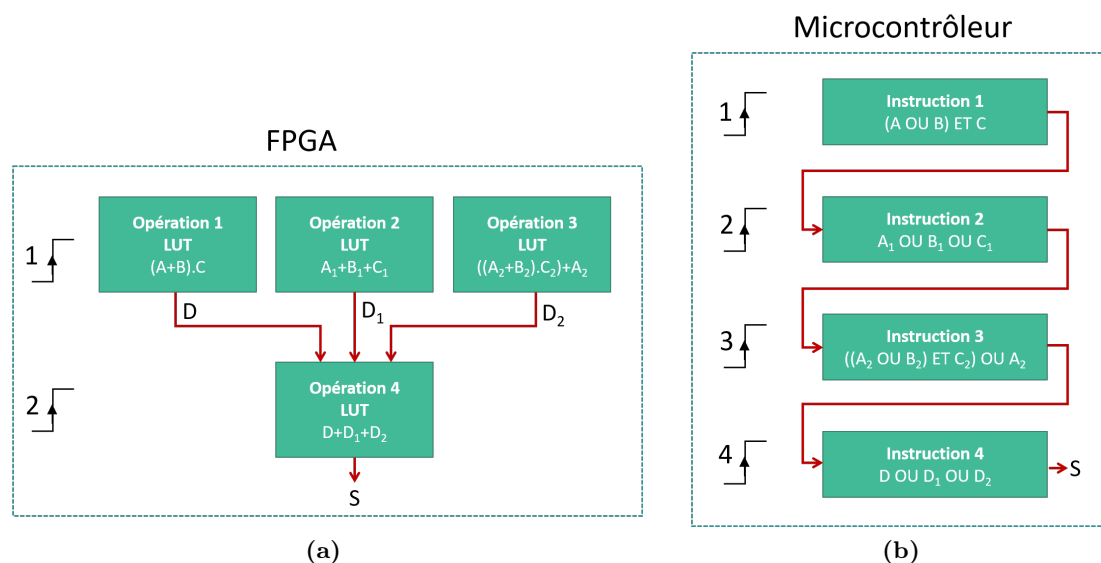 FPGA
1
Opération 1
LUT
(A+B).C
Opération 2
LUT
A₁+B₁+C₁
Opération 3
LUT
((A₂+B₂).C₂)+A₂
D
D₁
D₂
2
Opération 4
LUT
D+D₁+D₂
S
(a)
Microcontrôleur
1
Instruction 1
(A OU B) ET C
2
Instruction 2
A₁ OU B₁ OU C₁
3
Instruction 3
((A₂ OU B₂) ET C₂) OU A₂
4
Instruction 4
D OU D₁ OU D₂
S
(b)